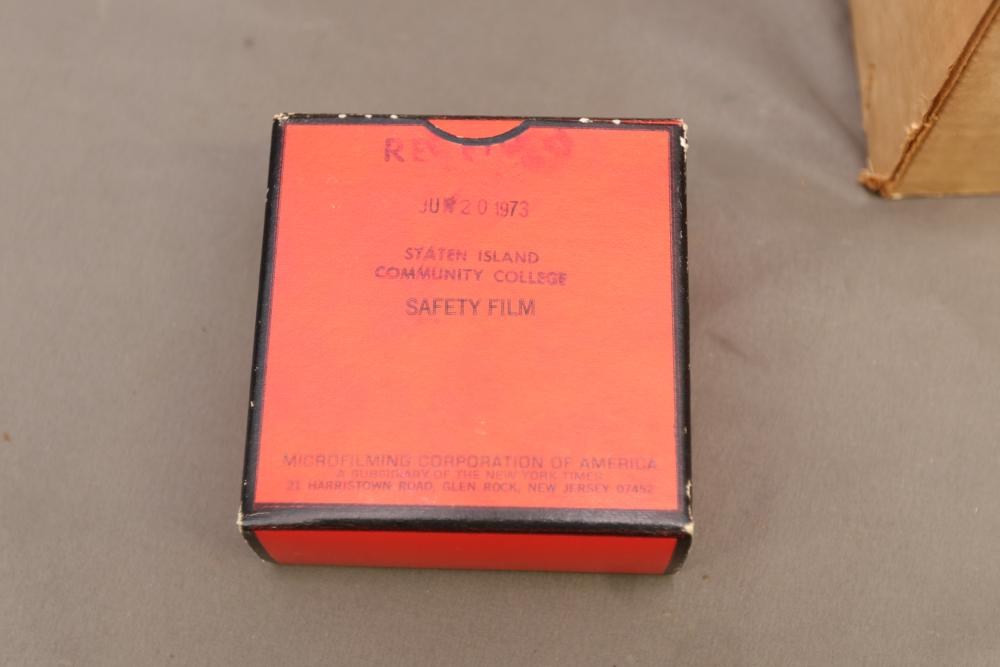 RECEIVED
JUN 20 1973
STATEN ISLAND
COMMUNITY COLLEGE
SAFETY FILM
MICROFILMING CORPORATION OF AMERICA
A SUBSIDIARY OF THE NEW YORK TIMES
21 HARRISTOWN ROAD, GLEN ROCK, NEW JERSEY 07452